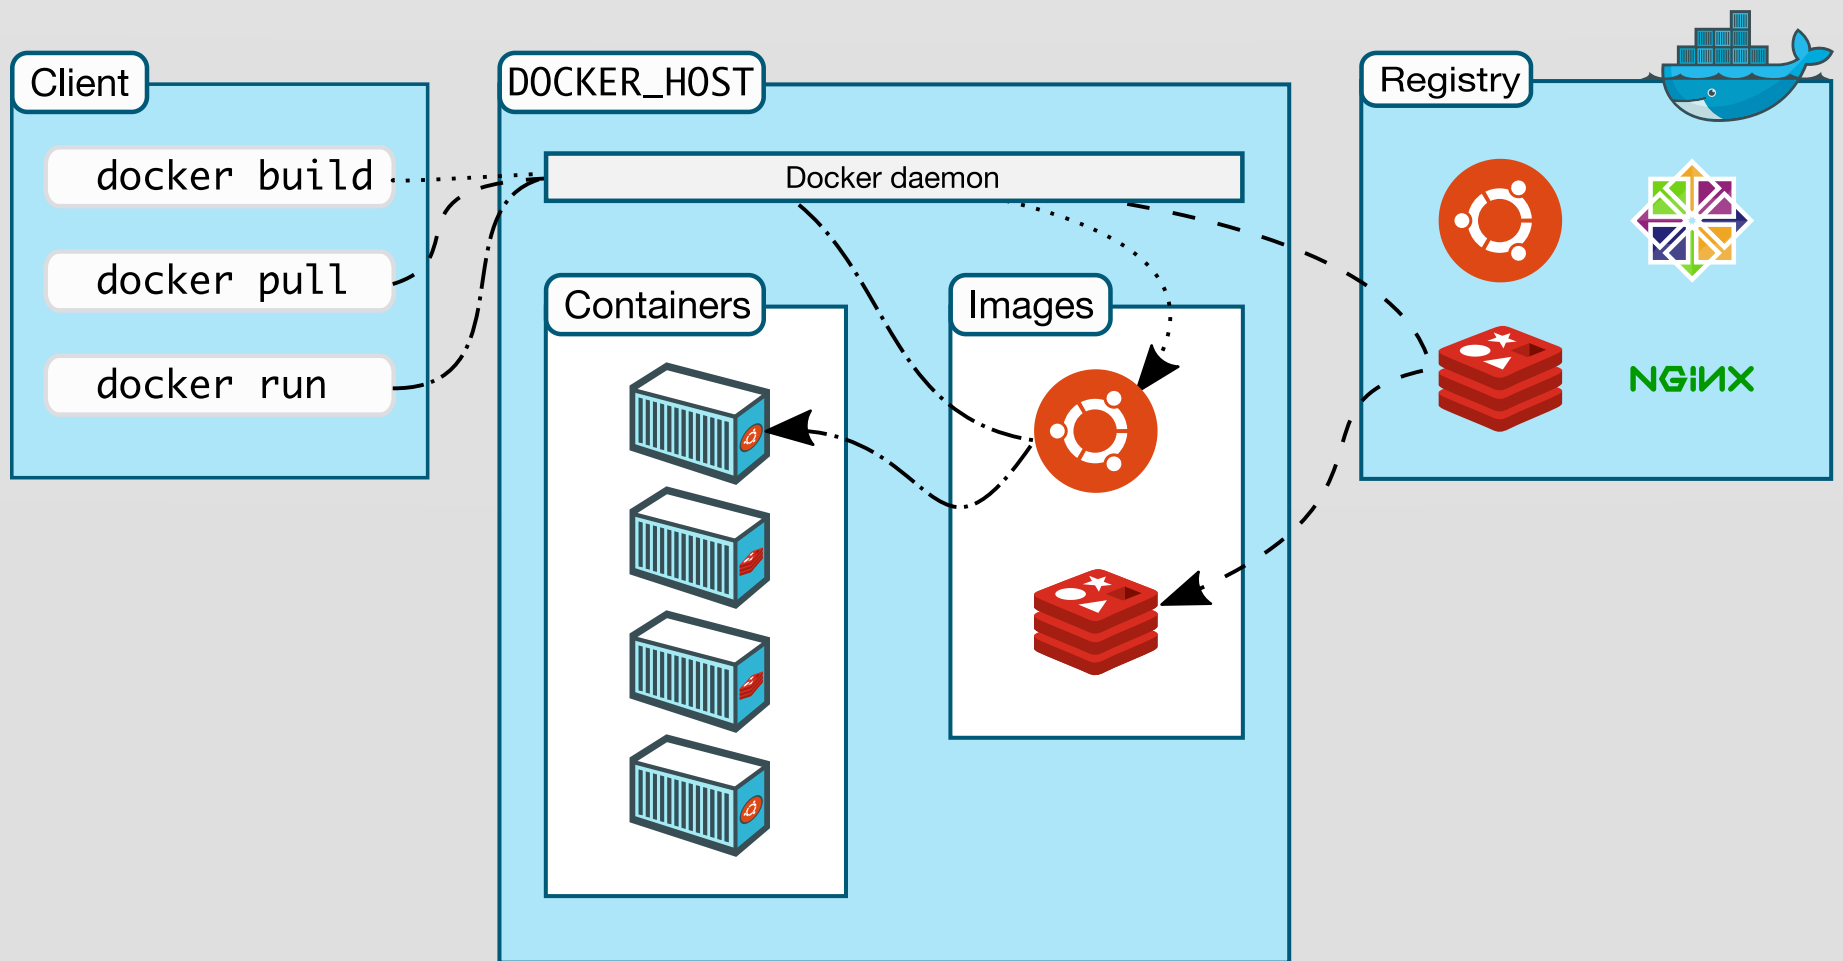 Client
docker build
docker pull
docker run
DOCKER_HOST
Docker daemon
Containers
Images
Registry
NGiNX